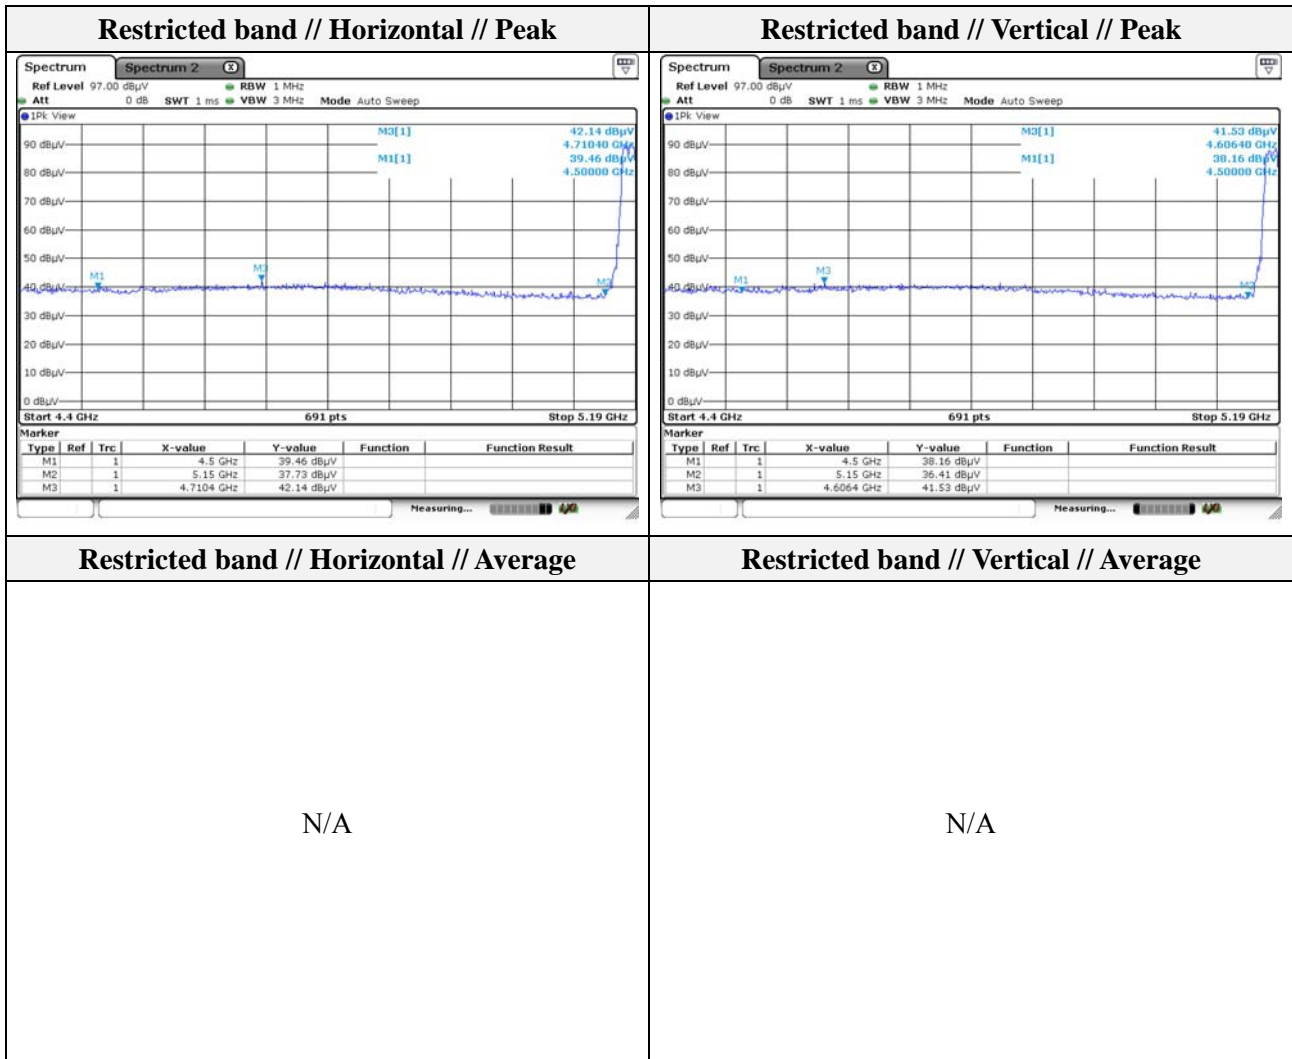 Restricted band // Horizontal // Peak
Restricted band // Vertical // Peak
Spectrum Spectrum 2
Ref Level 97.00 dBµV RBW 1 MHz
Att 0 dB SWT 1 ms VBW 3 MHz Mode Auto Sweep
1Pk View
M3[1] 42.14 dBµV
4.71040 GHz
M1[1] 39.46 dBµV
4.50000 GHz
90 dBµV
80 dBµV
70 dBµV
60 dBµV
50 dBµV
40 dBµV
30 dBµV
20 dBµV
10 dBµV
0 dBµV
M1
M3
M2
Start 4.4 GHz 691 pts Stop 5.19 GHz
Marker
Type Ref Trc X-value Y-value Function Function Result
M1 1 4.5 GHz 39.46 dBµV
M2 1 5.15 GHz 37.73 dBµV
M3 1 4.7104 GHz 42.14 dBµV
Measuring...
Spectrum Spectrum 2
Ref Level 97.00 dBµV RBW 1 MHz
Att 0 dB SWT 1 ms VBW 3 MHz Mode Auto Sweep
1Pk View
M3[1] 41.53 dBµV
4.60640 GHz
M1[1] 38.16 dBµV
4.50000 GHz
90 dBµV
80 dBµV
70 dBµV
60 dBµV
50 dBµV
40 dBµV
30 dBµV
20 dBµV
10 dBµV
0 dBµV
M1
M3
M2
Start 4.4 GHz 691 pts Stop 5.19 GHz
Marker
Type Ref Trc X-value Y-value Function Function Result
M1 1 4.5 GHz 38.16 dBµV
M2 1 5.15 GHz 36.41 dBµV
M3 1 4.6064 GHz 41.53 dBµV
Measuring...
Restricted band // Horizontal // Average
Restricted band // Vertical // Average
N/A
N/A